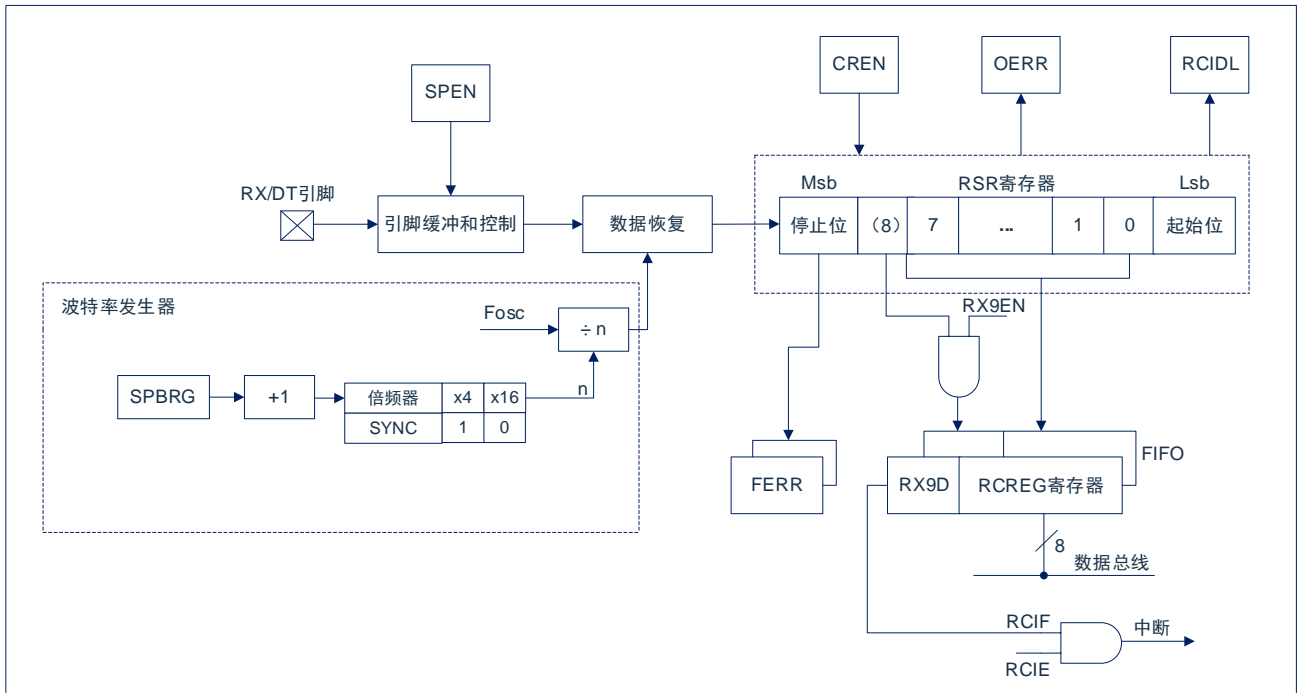 CREN
OERR
RCIDL
SPEN
Msb
RSR寄存器
Lsb
RX/DT引脚
引脚缓冲和控制
数据恢复
停止位
（8）
7
...
1
0
起始位
波特率发生器
Fosc
÷n
RX9EN
SPBRG
+1
倍频器
x4
x16
n
SYNC
1
0
FIFO
FERR
RX9D
RCREG寄存器
8
数据总线
RCIF
中断
RCIE